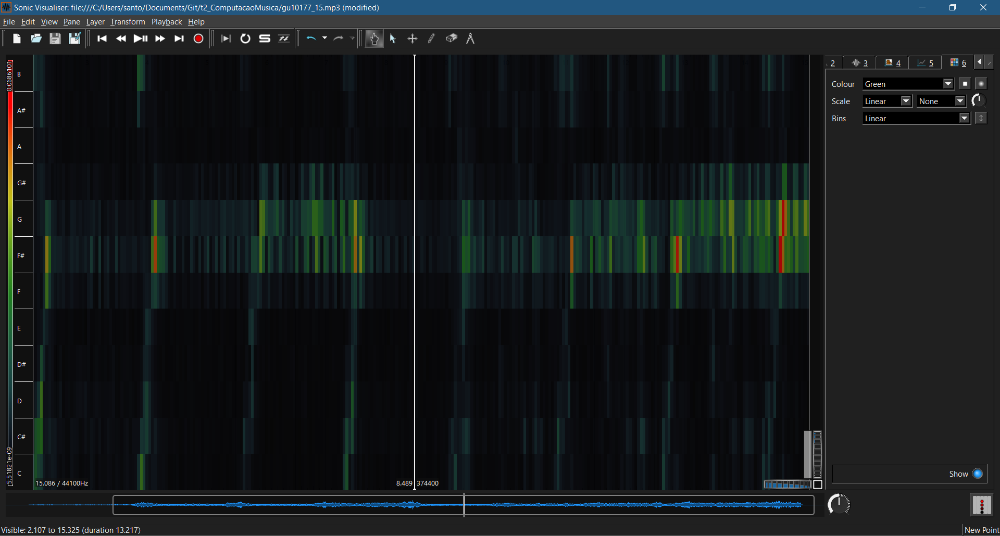 Sonic Visualiser: file:///C:/Users/santo/Documents/Git/t2_ComputacaoMusica/gu10177_15.mp3 (modified)
File Edit View Pane Layer Transform Playback Help
2 3 4 5 6
Colour Green
Scale Linear None
Bins Linear
0.0686101
B
A#
A
G#
G
F#
F
E
D#
D
C#
C
5.51821e-09
15.086 / 44100Hz
8.489 374400
Show
Visible: 2.107 to 15.325 (duration 13.217)
New Point